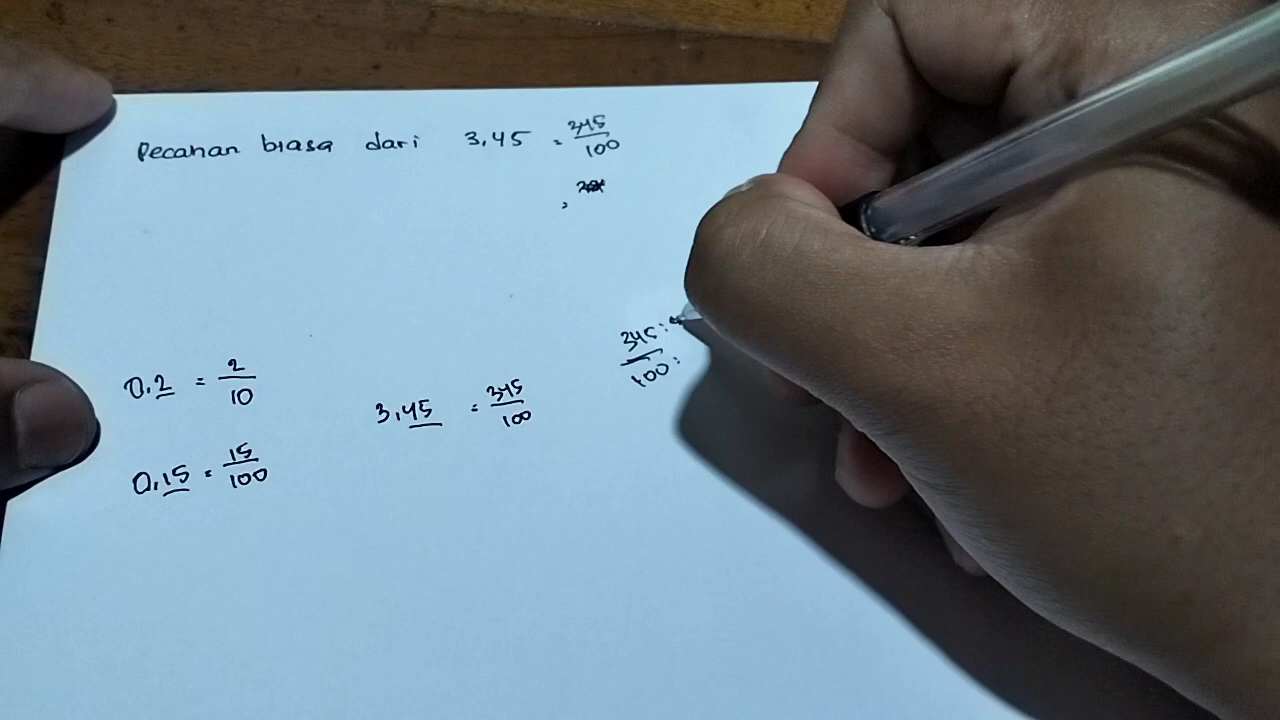 Pecahan biasa dari 3,45 = 345/100
=
345:
100:
0,2 = 2/10
3,45 = 345/100
0,15 = 15/100